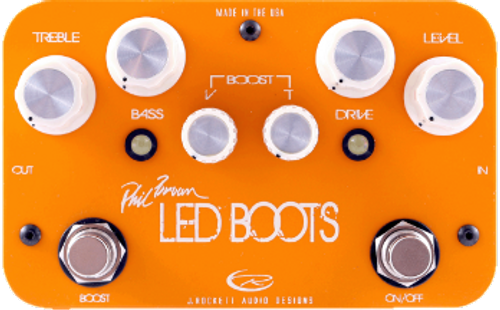 MADE IN THE USA
TREBLE
LEVEL
BOOST
V
T
BASS
DRIVE
OUT
IN
Phil
LED BOOTS
BOOST
J.ROCKETT AUDIO DESIGNS
ON/OFF